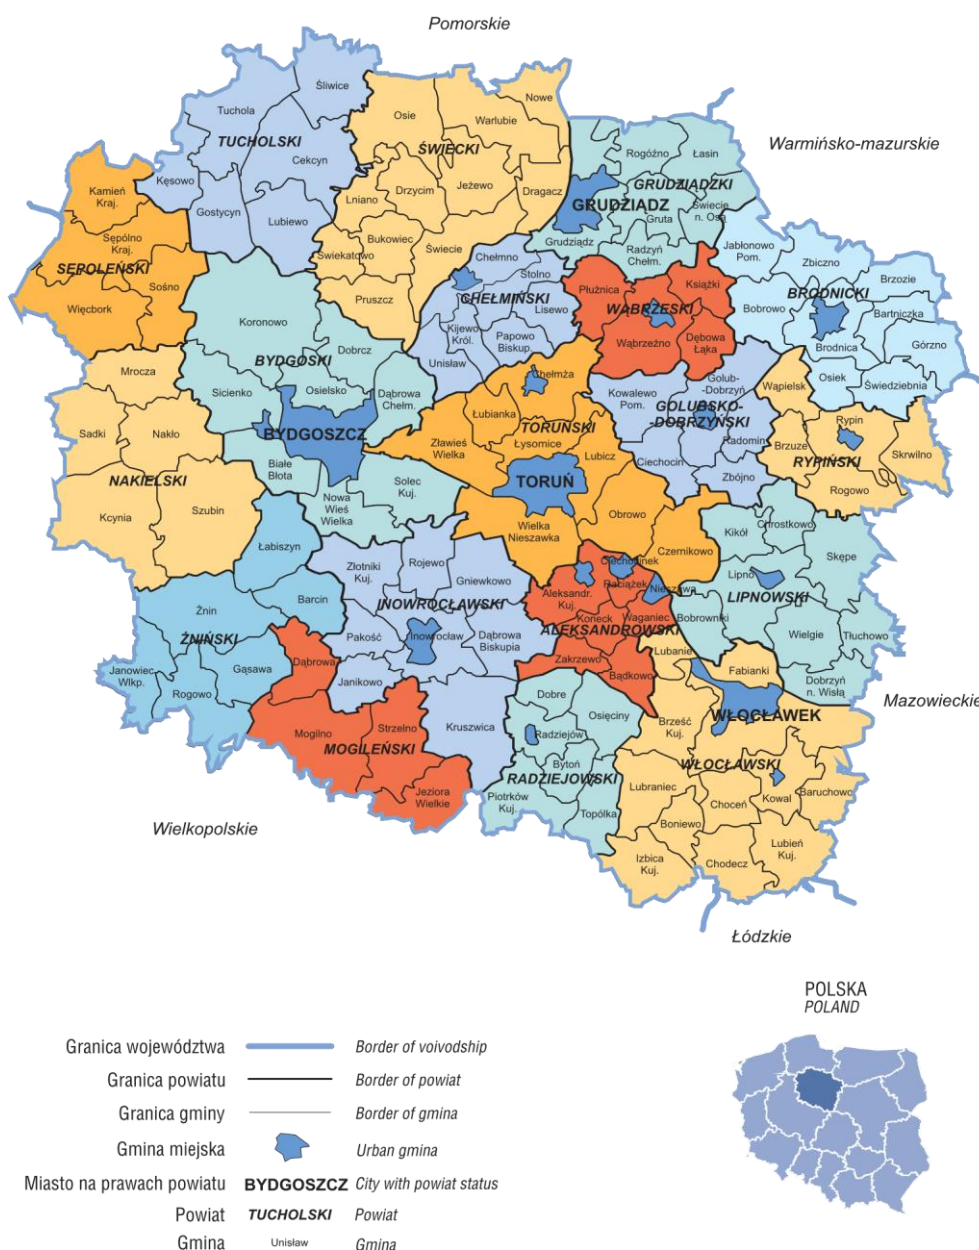 Pomorskie
Śliwice
Tuchola
TUCHOLSKI
Cekcyn
Kęsowo
Gostycyn
Lubiewo
Nowe
Osie
Warlubie
ŚWIECKI
Drzycim
Jeżewo
Lniano
Dragacz
Bukowiec
Świecie
Świekatowo
Pruszcz
Warmińsko-mazurskie
Rogóźno
Łasin
GRUDZIĄDZKI
GRUDZIĄDZ
Gruta
Świecie
n. Osą
Grudziądz
Radzyń
Chełm.
Kamień
Kraj.
Sępólno
Kraj.
SĘPOLEŃSKI
Sośno
Więcbork
Chełmno
Stolno
CHEŁMIŃSKI
Lisewo
Kijewo
Król.
Papowo
Biskup.
Unisław
Płużnica
Książki
WĄBRZESKI
Wąbrzeźno
Dębowa
Łąka
Jabłonowo
Pom.
Zbiczno
Brzozie
BRODNICKI
Bobrowo
Bartniczka
Brodnica
Górzno
Osiek
Świedziebnia
Koronowo
Dobrcz
BYDGOSKI
Sicienko
Osielsko
Dąbrowa
Chełm.
BYDGOSZCZ
Białe
Błota
Nowa
Wieś
Wielka
Solec
Kuj.
Mrocza
Sadki
Nakło
NAKIELSKI
Kcynia
Szubin
Chełmża
Łubianka
TORUŃSKI
Zławieś
Wielka
Łysomice
Lubicz
TORUŃ
Wielka
Nieszawka
Obrowo
Czernikowo
Golub-
Dobrzyń
Kowalewo
Pom.
GOLUBSKO-
DOBRZYŃSKI
Radomin
Ciechocin
Zbójno
Wąpielsk
Rypin
Brzuze
Skrwilno
RYPIŃSKI
Rogowo
Łabiszyn
Żnin
Barcin
ŻNIŃSKI
Janowiec
Wlkp.
Gąsawa
Rogowo
Złotniki
Kuj.
Rojewo
Gniewkowo
INOWROCŁAWSKI
Pakość
Inowrocław
Dąbrowa
Biskupia
Janikowo
Kruszwica
Ciechocinek
Aleksandr.
Kuj.
Raciążek
Nieszawa
Koneck
Waganiec
ALEKSANDROWSKI
Zakrzewo
Bądkowo
Kikół
Chrostkowo
Skępe
Lipno
LIPNOWSKI
Bobrowniki
Wielgie
Tłuchowo
Dobrzyń
n. Wisłą
Dąbrowa
Mogilno
Strzelno
MOGILEŃSKI
Jeziora
Wielkie
Dobre
Osięciny
Radziejów
Bytoń
RADZIEJOWSKI
Piotrków
Kuj.
Topólka
Lubanie
Fabianki
Brześć
Kuj.
WŁOCŁAWEK
WŁOCŁAWSKI
Lubraniec
Kowal
Baruchowo
Choceń
Boniewo
Izbica
Kuj.
Chodecz
Lubień
Kuj.
Mazowieckie
Wielkopolskie
Łódzkie
POLSKA
POLAND
Granica województwa Border of voivodship
Granica powiatu Border of powiat
Granica gminy Border of gmina
Gmina miejska Urban gmina
Miasto na prawach powiatu BYDGOSZCZ City with powiat status
Powiat TUCHOLSKI Powiat
Gmina Unisław Gmina